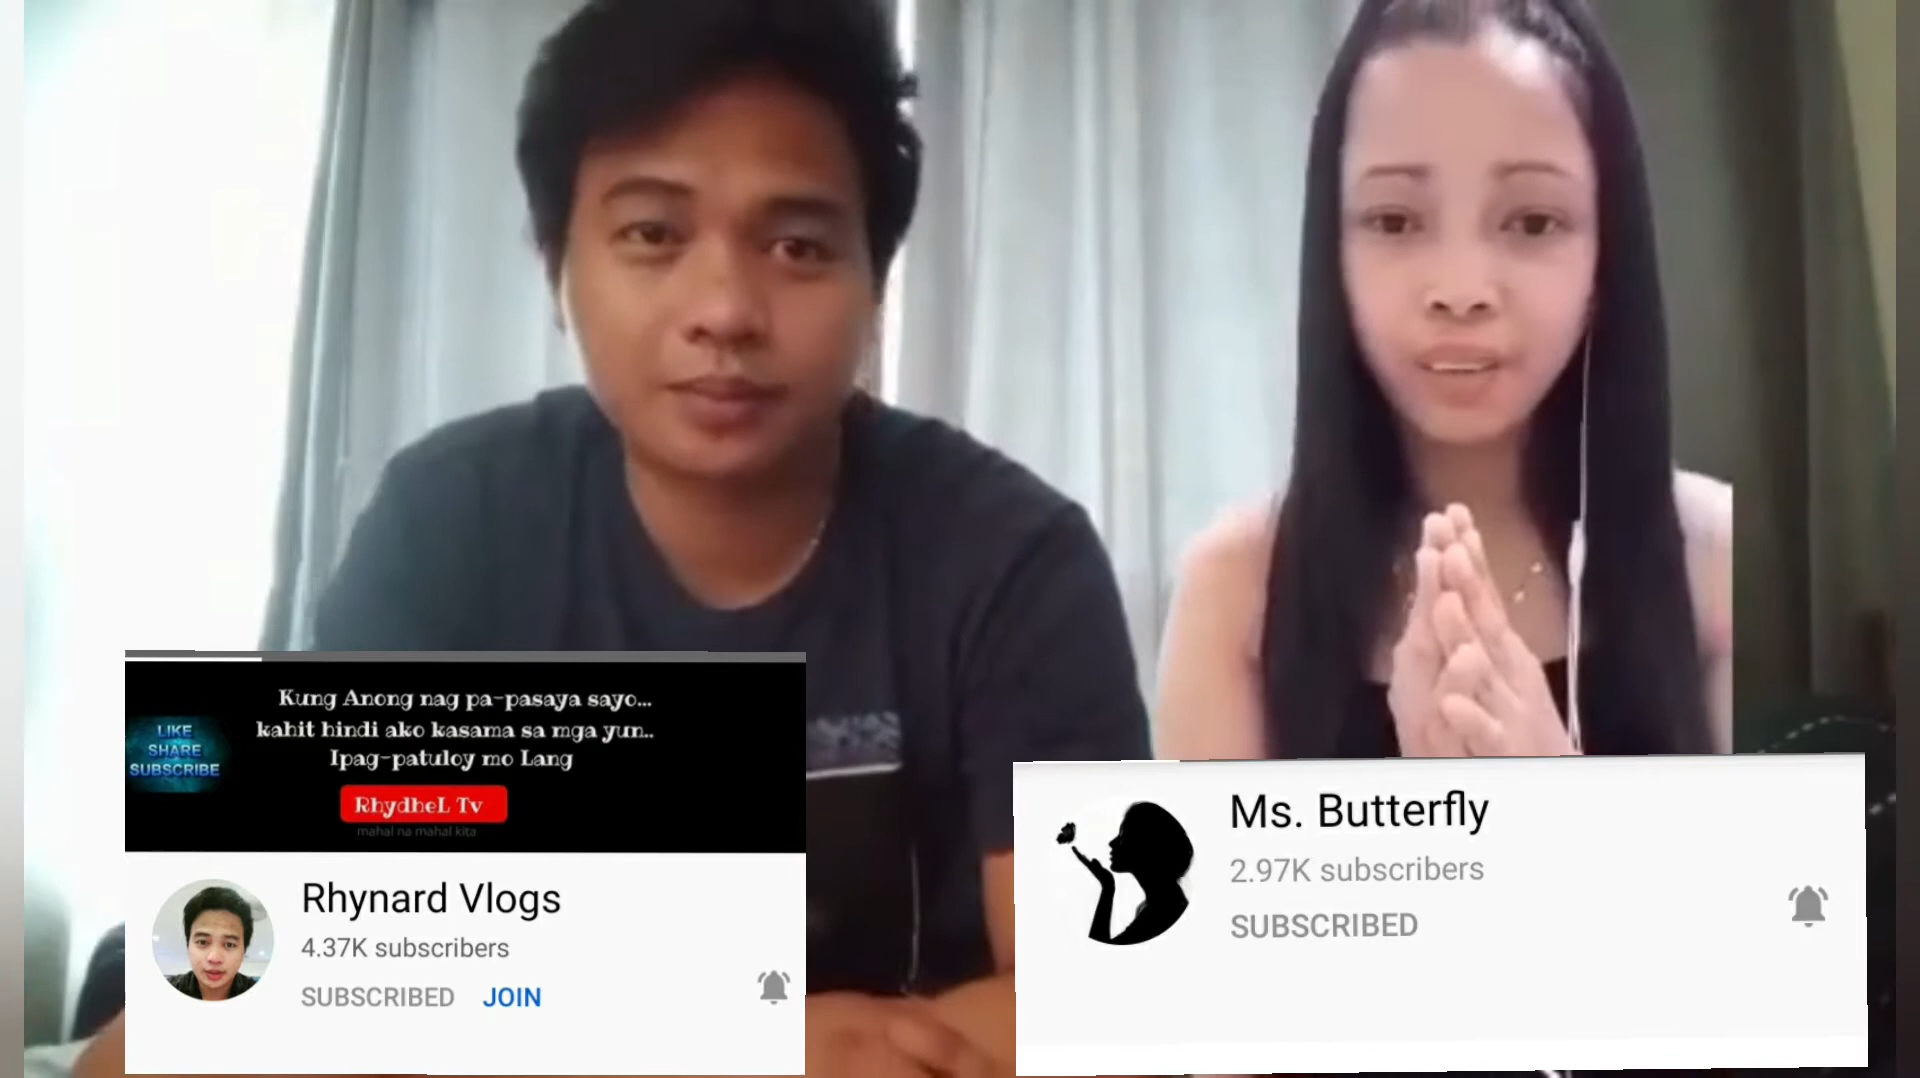 Kung Anong nag pa-pasaya sayo...
kahit hindi ako kasama sa mga yun..
Ipag-patuloy mo Lang
LIKE
SHARE
SUBSCRIBE
RhydheL Tv
mahal na mahal kita
Rhynard Vlogs
4.37K subscribers
SUBSCRIBED JOIN
Ms. Butterfly
2.97K subscribers
SUBSCRIBED